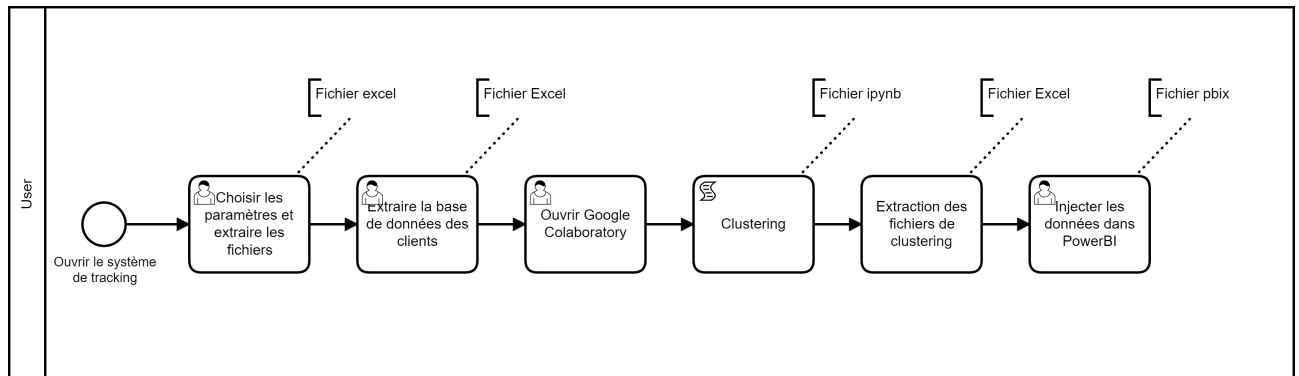 User
Fichier excel
Fichier Excel
Fichier ipynb
Fichier Excel
Fichier pbix
Ouvrir le système
de tracking
Choisir les
paramètres et
extraire les
fichiers
Extraire la base
de données des
clients
Ouvrir Google
Colaboratory
Clustering
Extraction des
fichiers de
clustering
Injecter les
données dans
PowerBI